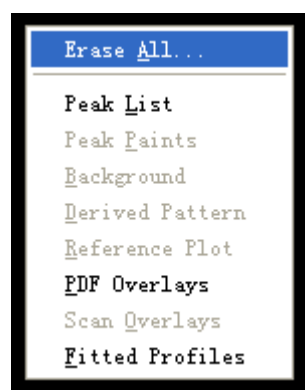 Erase All...
Peak List
Peak Paints
Background
Derived Pattern
Reference Plot
PDF Overlays
Scan Overlays
Fitted Profiles